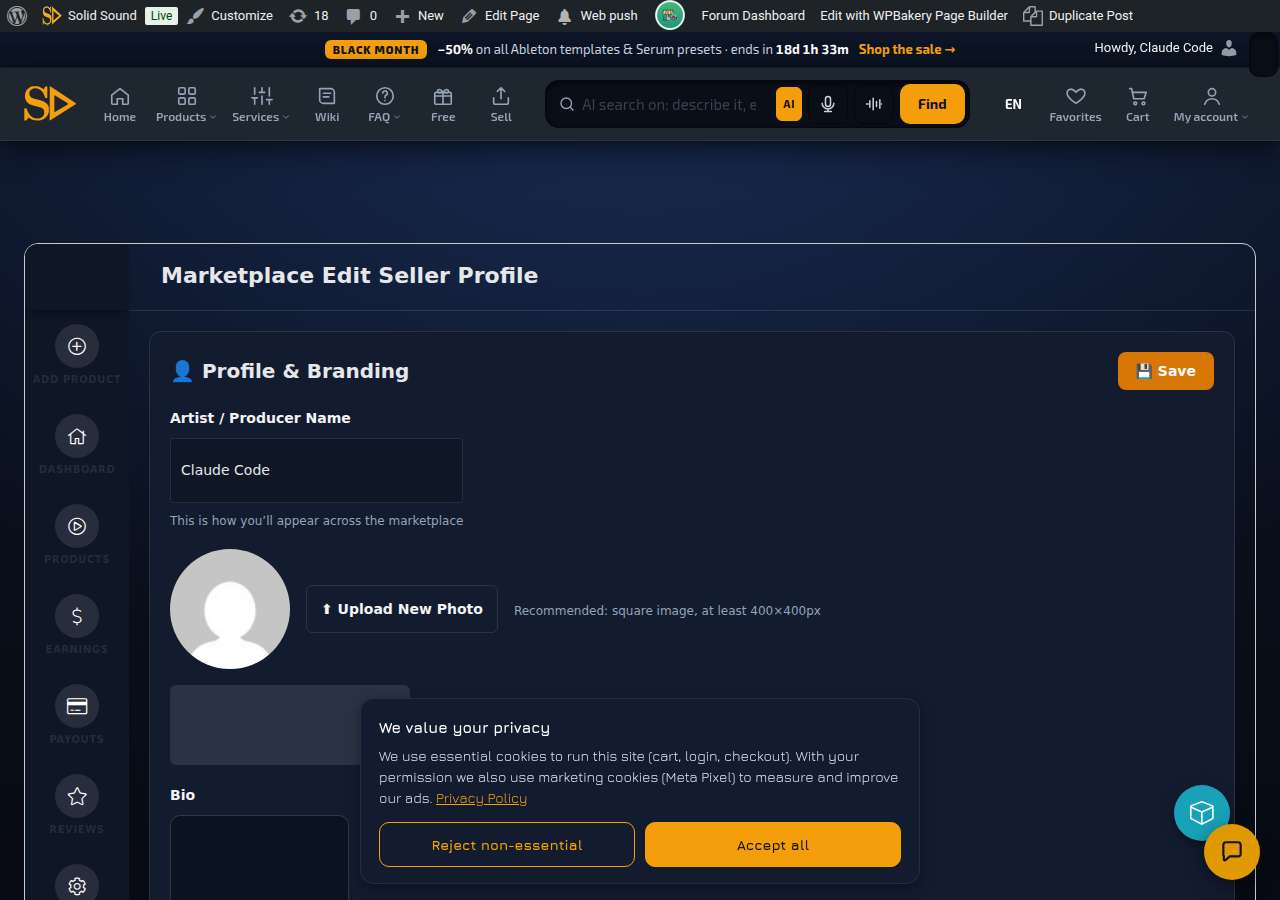 Solid Sound Live Customize 18 0 New Edit Page Web push Forum Dashboard Edit with WPBakery Page Builder Duplicate Post
BLACK MONTH –50% on all Ableton templates & Serum presets · ends in 18d 1h 33m Shop the sale →
Howdy, Claude Code
Home Products Services Wiki FAQ Free Sell
AI search on: describe it, e AI Find
EN Favorites Cart My account
Marketplace Edit Seller Profile
ADD PRODUCT
DASHBOARD
PRODUCTS
EARNINGS
PAYOUTS
REVIEWS
👤 Profile & Branding
💾 Save
Artist / Producer Name
Claude Code
This is how you’ll appear across the marketplace
⬆ Upload New Photo
Recommended: square image, at least 400×400px
Bio
We value your privacy
We use essential cookies to run this site (cart, login, checkout). With your
permission we also use marketing cookies (Meta Pixel) to measure and improve
our ads. Privacy Policy
Reject non-essential
Accept all